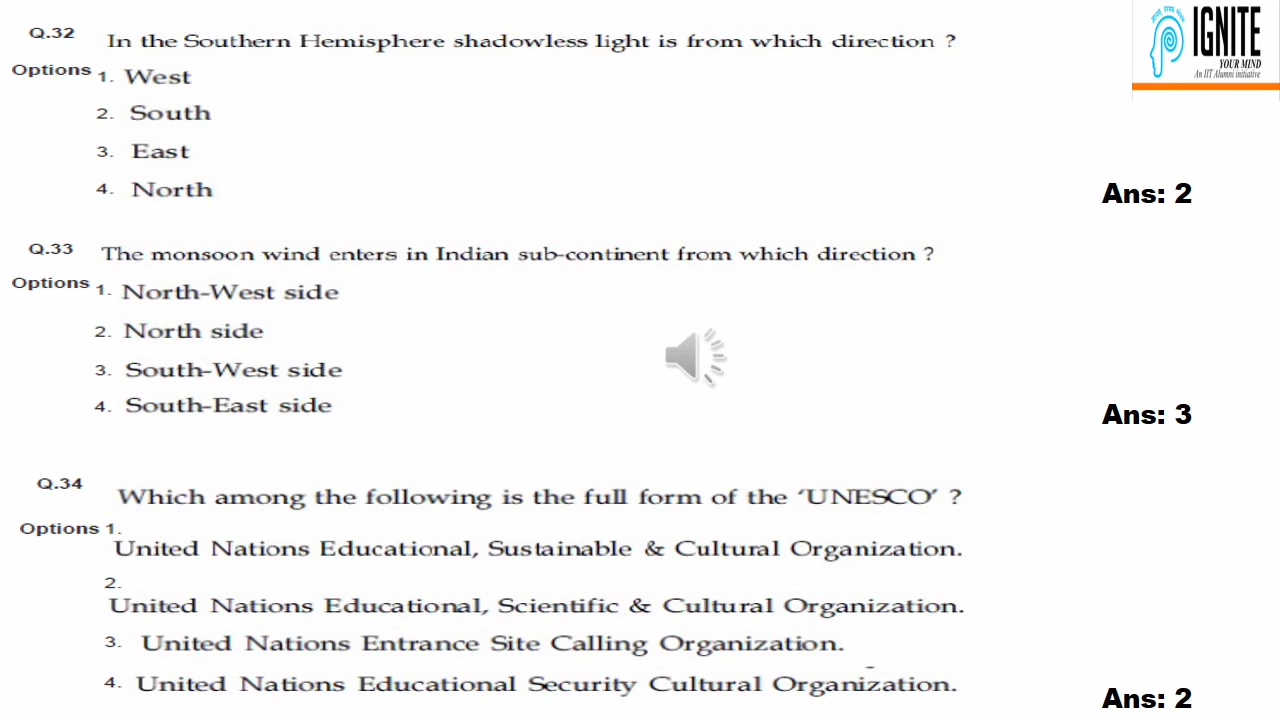 IGNITE
YOUR MIND
An IIT Alumni initiative
Q.32 In the Southern Hemisphere shadowless light is from which direction ?
Options 1. West
2. South
3. East
4. North
Ans: 2
Q.33 The monsoon wind enters in Indian sub-continent from which direction ?
Options 1. North-West side
2. North side
3. South-West side
4. South-East side
Ans: 3
Q.34 Which among the following is the full form of the ‘UNESCO’ ?
Options 1.
United Nations Educational, Sustainable & Cultural Organization.
2.
United Nations Educational, Scientific & Cultural Organization.
3. United Nations Entrance Site Calling Organization.
4. United Nations Educational Security Cultural Organization.
Ans: 2